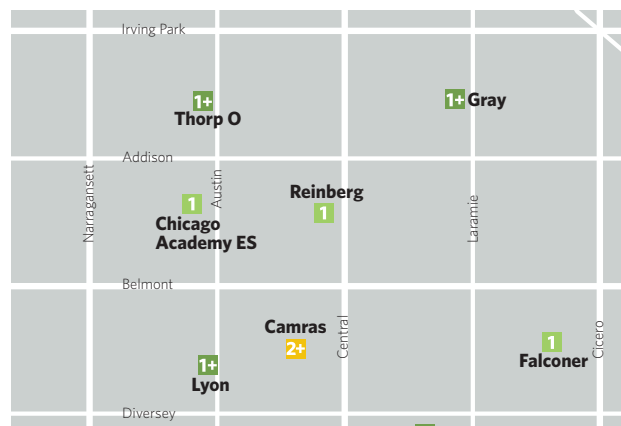 Irving Park
1+
Thorp O
1+ Gray
Addison
Narragansett
Austin
Reinberg
1
1
Chicago
Academy ES
Laramie
Belmont
Camras
2+
Central
1
Falconer
Cicero
1+
Lyon
Diversey